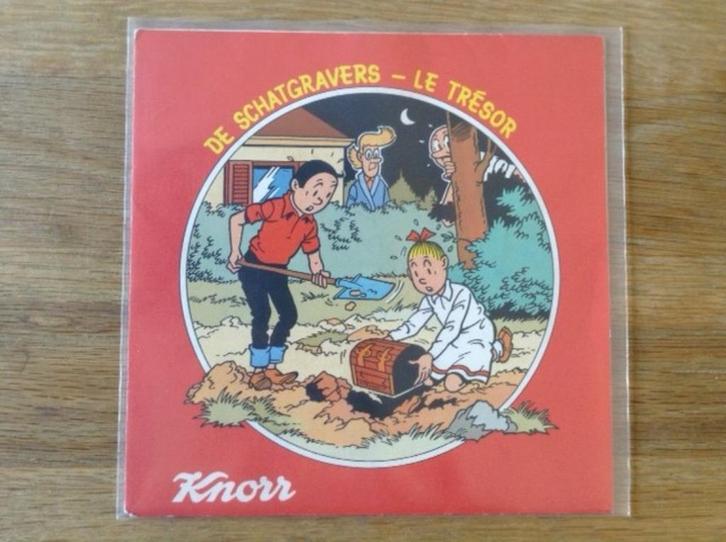 DE SCHATGRAVERS – LE TRÉSOR
Knorr